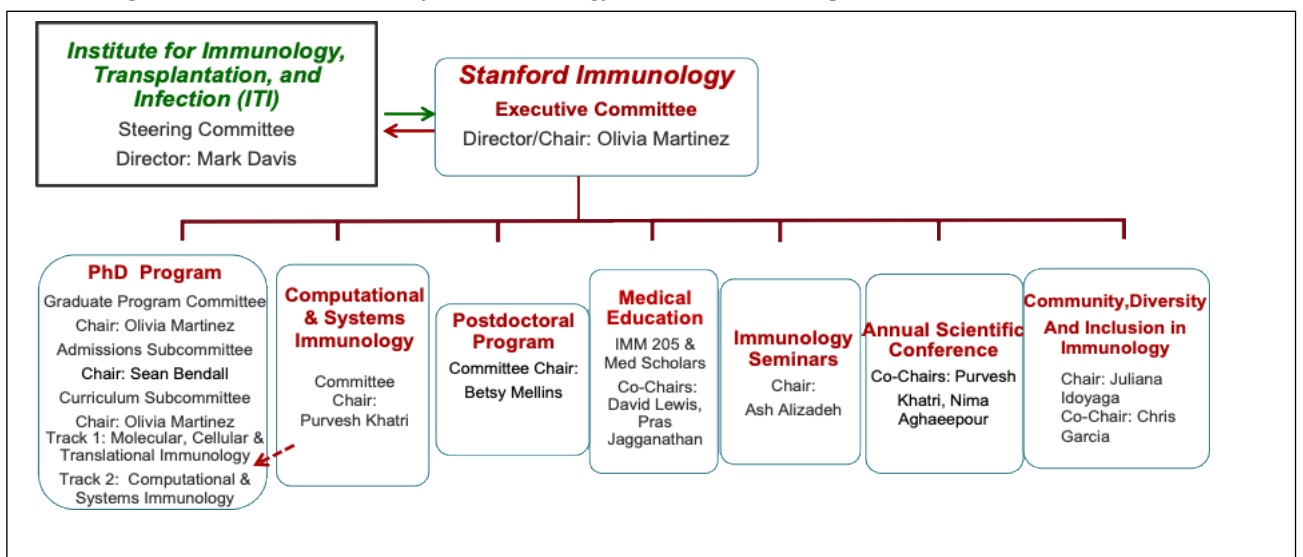 Institute for Immunology,
Transplantation, and
Infection (ITI)
Steering Committee
Director: Mark Davis
Stanford Immunology
Executive Committee
Director/Chair: Olivia Martinez
PhD Program
Graduate Program Committee
Chair: Olivia Martinez
Admissions Subcommittee
Chair: Sean Bendall
Curriculum Subcommittee
Chair: Olivia Martinez
Track 1: Molecular, Cellular &
Translational Immunology
Track 2: Computational &
Systems Immunology
Computational
& Systems
Immunology
Committee
Chair:
Purvesh Khatri
Postdoctoral
Program
Committee Chair:
Betsy Mellins
Medical
Education
IMM 205 &
Med Scholars
Co-Chairs:
David Lewis,
Pras
Jagganathan
Immunology
Seminars
Chair:
Ash Alizadeh
Annual Scientific
Conference
Co-Chairs: Purvesh
Khatri, Nima
Aghaeepour
Community,Diversity
And Inclusion in
Immunology
Chair: Juliana
Idoyaga
Co-Chair: Chris
Garcia